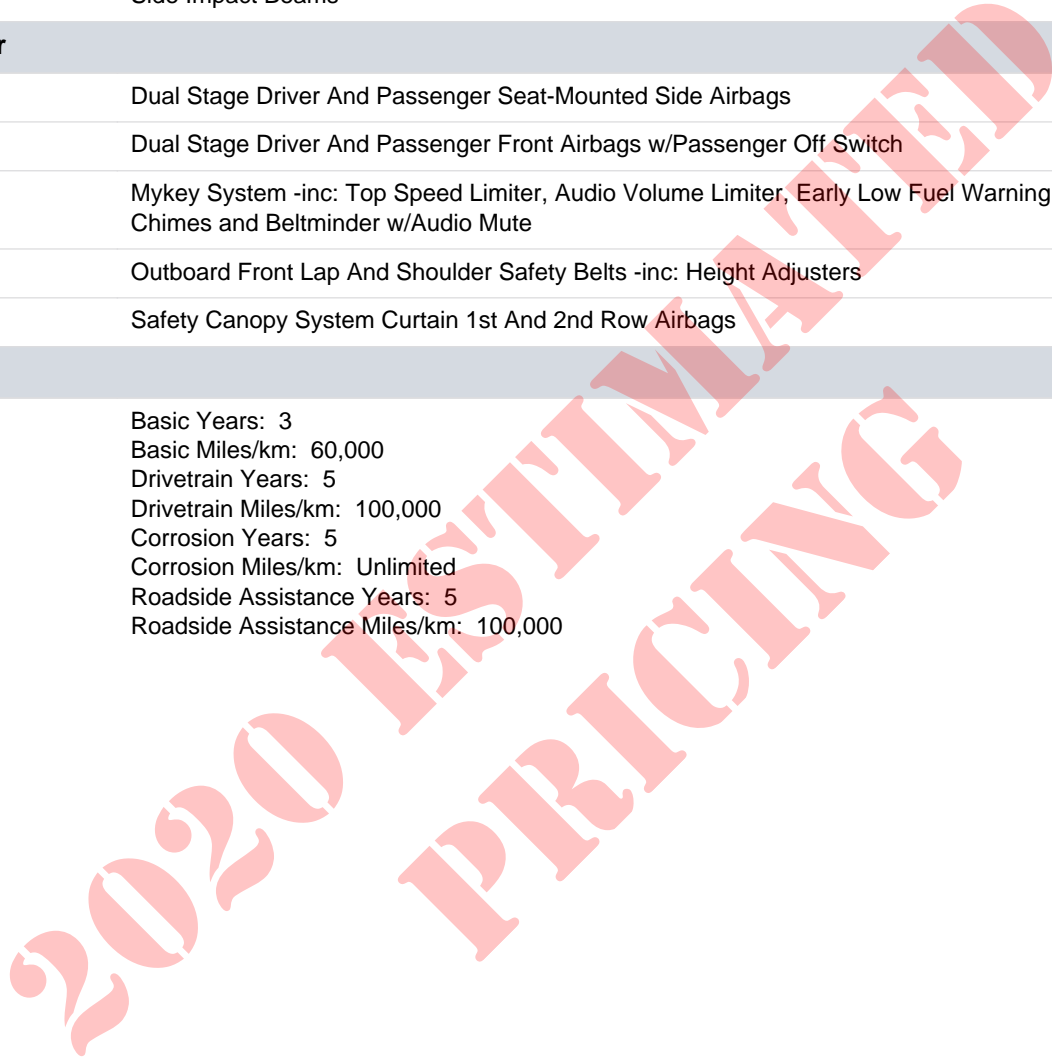 Side Impact Beams
r
Dual Stage Driver And Passenger Seat-Mounted Side Airbags
Dual Stage Driver And Passenger Front Airbags w/Passenger Off Switch
Mykey System -inc: Top Speed Limiter, Audio Volume Limiter, Early Low Fuel Warning
Chimes and Beltminder w/Audio Mute
Outboard Front Lap And Shoulder Safety Belts -inc: Height Adjusters
Safety Canopy System Curtain 1st And 2nd Row Airbags
Basic Years: 3
Basic Miles/km: 60,000
Drivetrain Years: 5
Drivetrain Miles/km: 100,000
Corrosion Years: 5
Corrosion Miles/km: Unlimited
Roadside Assistance Years: 5
Roadside Assistance Miles/km: 100,000
2020 ESTIMATED
PRICING